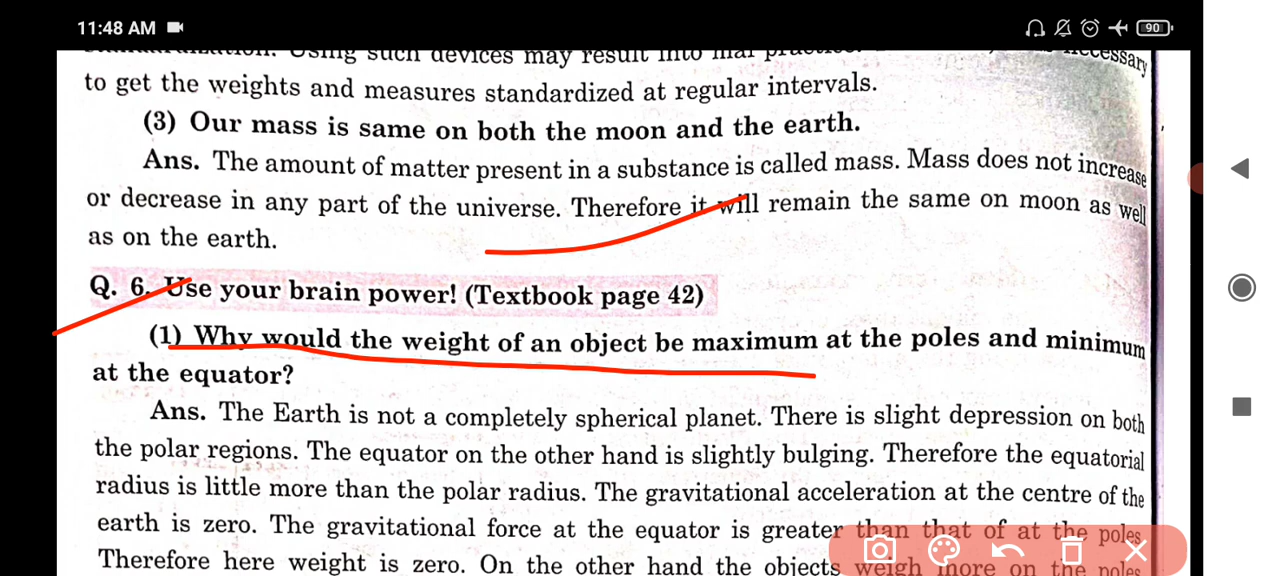 11:48 AM
90
Using such devices may result into mal
necessary
to get the weights and measures standardized at regular intervals.
(3) Our mass is same on both the moon and the earth.
Ans. The amount of matter present in a substance is called mass. Mass does not increase
or decrease in any part of the universe. Therefore it will remain the same on moon as well
as on the earth.
Q. 6. Use your brain power! (Textbook page 42)
(1) Why would the weight of an object be maximum at the poles and minimum
at the equator?
Ans. The Earth is not a completely spherical planet. There is slight depression on both
the polar regions. The equator on the other hand is slightly bulging. Therefore the equatorial
radius is little more than the polar radius. The gravitational acceleration at the centre of the
earth is zero. The gravitational force at the equator is greater than that of at the poles
Therefore here weight is zero. On the other hand the objects weigh more on the poles